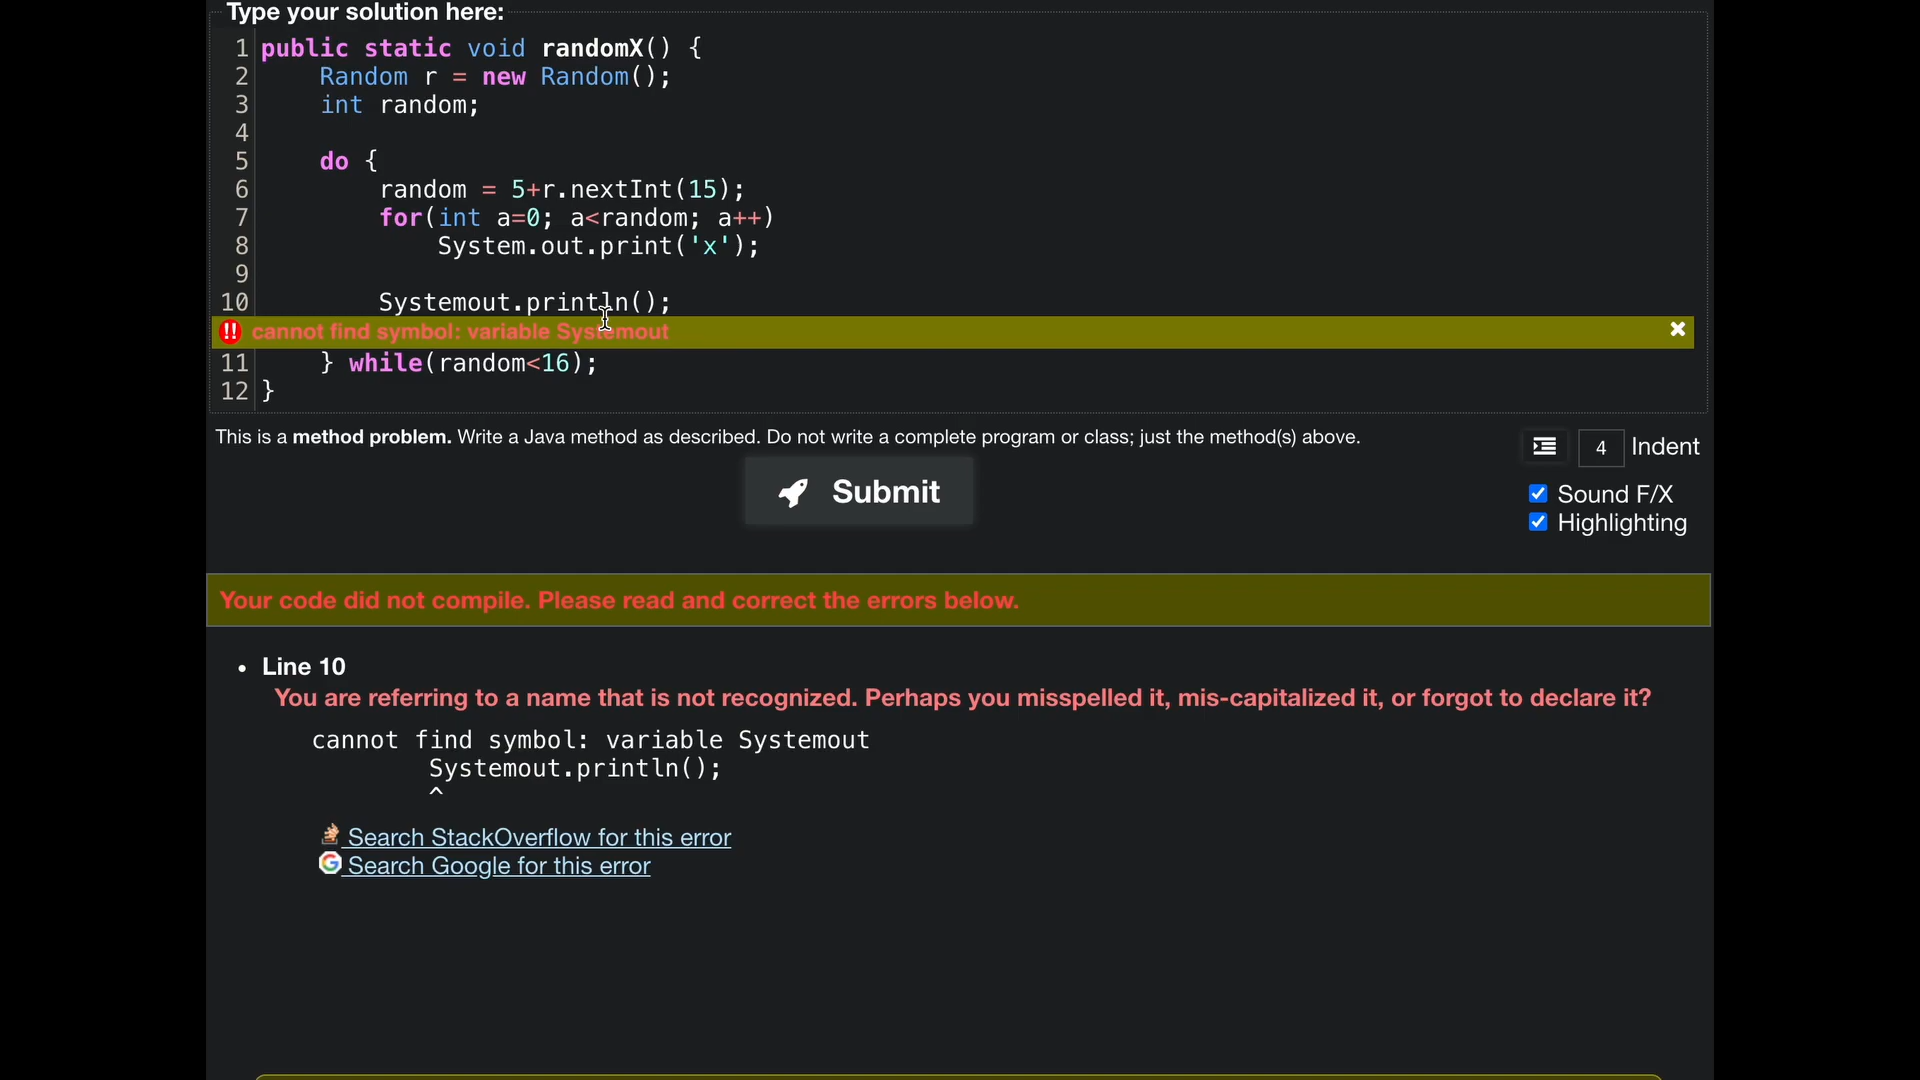 Type your solution here:
1 public static void randomX() {
2     Random r = new Random();
3     int random;
4
5     do {
6         random = 5+r.nextInt(15);
7         for(int a=0; a<random; a++)
8             System.out.print('x');
9
10         Systemout.println();
!! cannot find symbol: variable Systemout
11     } while(random<16);
12 }
This is a method problem. Write a Java method as described. Do not write a complete program or class; just the method(s) above.
4 Indent
Submit
Sound F/X
Highlighting
Your code did not compile. Please read and correct the errors below.
• Line 10
You are referring to a name that is not recognized. Perhaps you misspelled it, mis-capitalized it, or forgot to declare it?
cannot find symbol: variable Systemout
Systemout.println();
^
Search StackOverflow for this error
Search Google for this error